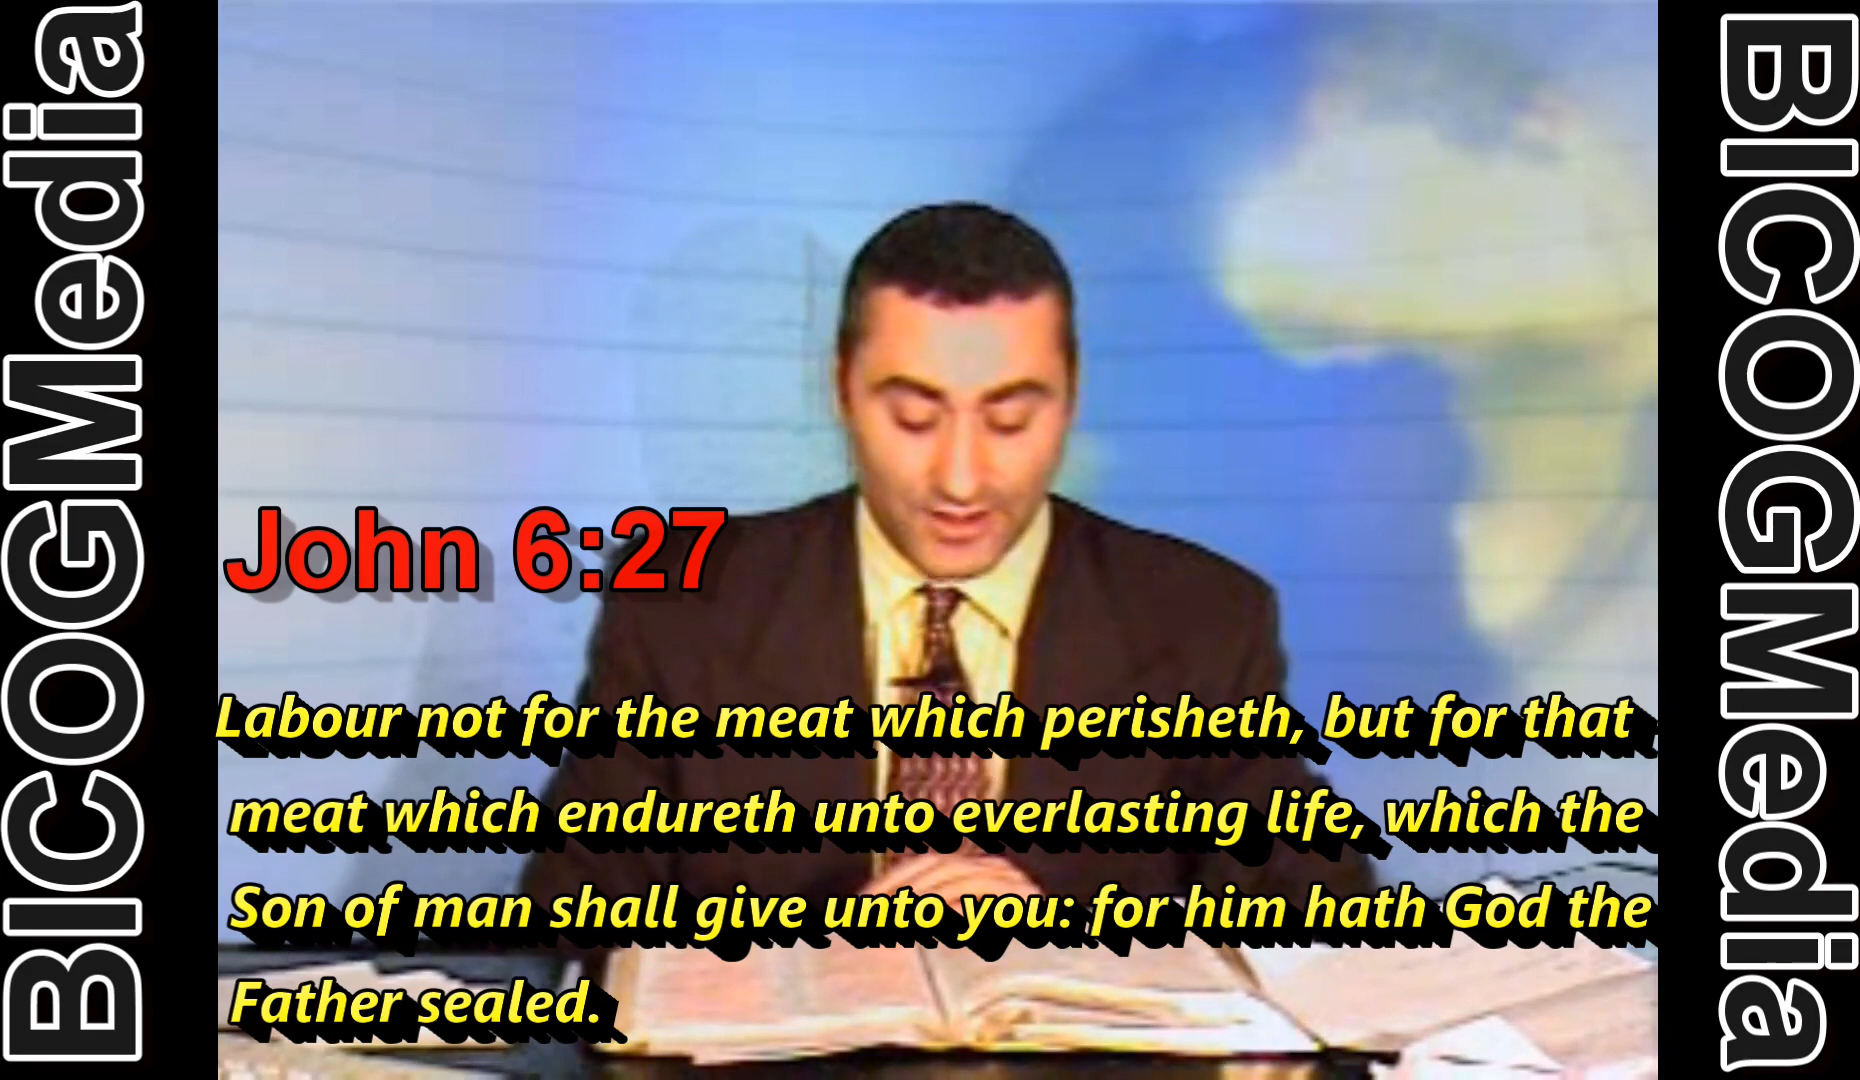 BICOGMedia
John 6:27
Labour not for the meat which perisheth, but for that
meat which endureth unto everlasting life, which the
Son of man shall give unto you: for him hath God the
Father sealed.
BICOGMedia